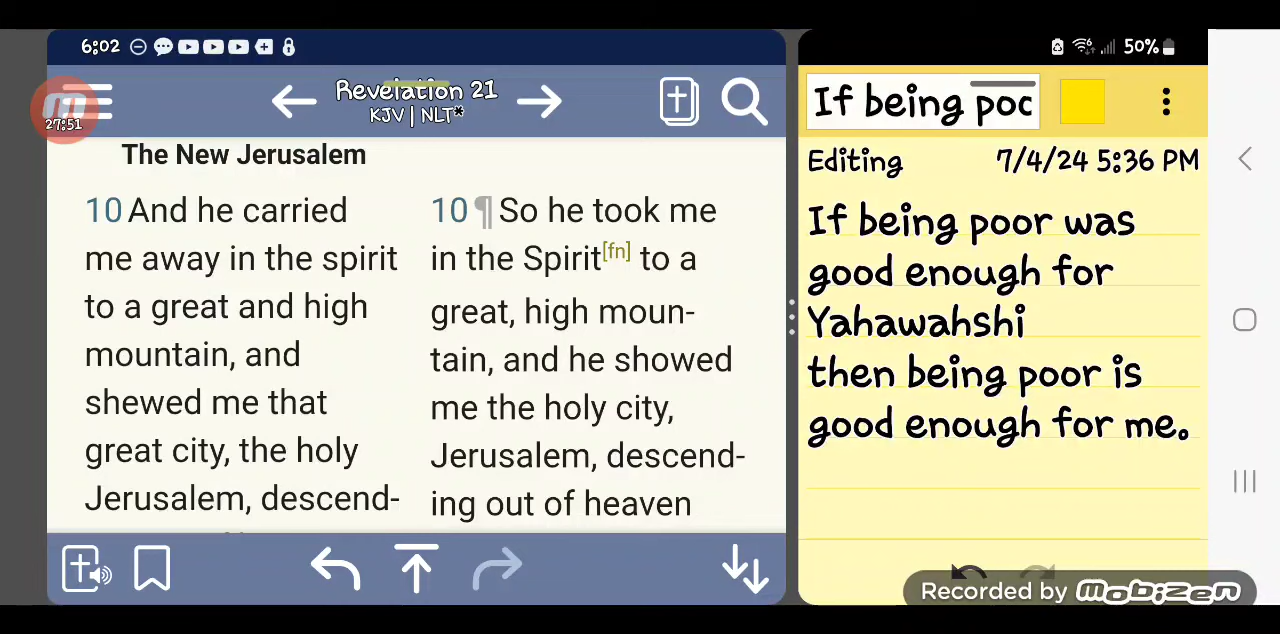 6:02
50%
27:51
Revelation 21
KJV | NLT*
The New Jerusalem
10 And he carried
me away in the spirit
to a great and high
mountain, and
shewed me that
great city, the holy
Jerusalem, descend-
10 ¶ So he took me
in the Spirit[fn] to a
great, high moun-
tain, and he showed
me the holy city,
Jerusalem, descend-
ing out of heaven
If being poo
Editing 7/4/24 5:36 PM
If being poor was
good enough for
Yahawahshi
then being poor is
good enough for me.
Recorded by mobizen